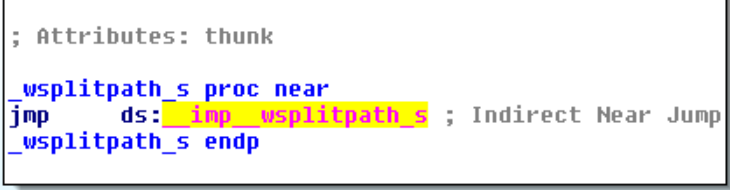 ; Attributes: thunk
_wsplitpath_s proc near
jmp     ds:__imp__wsplitpath_s ; Indirect Near Jump
_wsplitpath_s endp